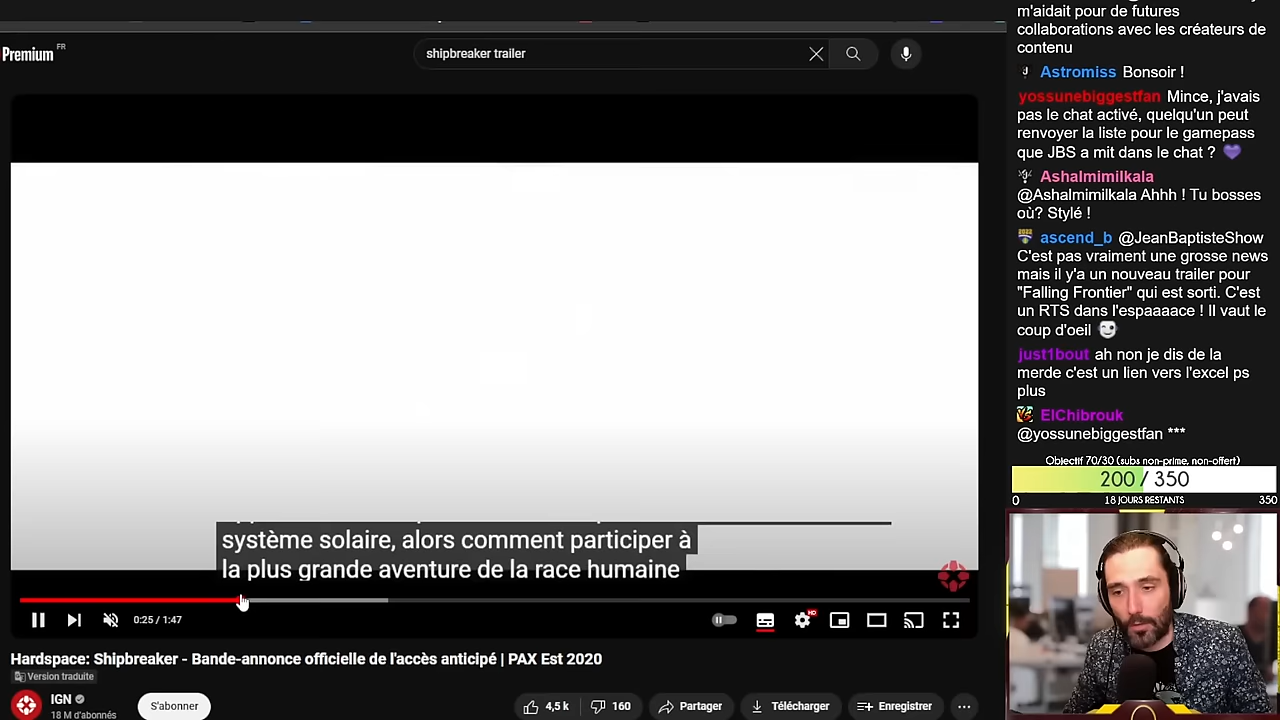 Premium FR
shipbreaker trailer
système solaire, alors comment participer à
la plus grande aventure de la race humaine
0:25 / 1:47
HD
Hardspace: Shipbreaker - Bande-annonce officielle de l'accès anticipé | PAX Est 2020
Version traduite
IGN
18 M d'abonnés
S'abonner
4,5 k
160
Partager
Télécharger
Enregistrer
m'aidait pour de futures
collaborations avec les créateurs de
contenu
Astromiss Bonsoir !
yossunebiggestfan Mince, j'avais
pas le chat activé, quelqu'un peut
renvoyer la liste pour le gamepass
que JBS a mit dans le chat ? 💜
Ashalmimilkala
@Ashalmimilkala Ahhh ! Tu bosses
où? Stylé !
ascend_b @JeanBaptisteShow
C'est pas vraiment une grosse news
mais il y'a un nouveau trailer pour
"Falling Frontier" qui est sorti. C'est
un RTS dans l'espaaaace ! Il vaut le
coup d'oeil
just1bout ah non je dis de la
merde c'est un lien vers l'excel ps
plus
ElChibrouk
@yossunebiggestfan ***
Objectif 70/30 (subs non-prime, non-offert)
200 / 350
0 18 JOURS RESTANTS 350